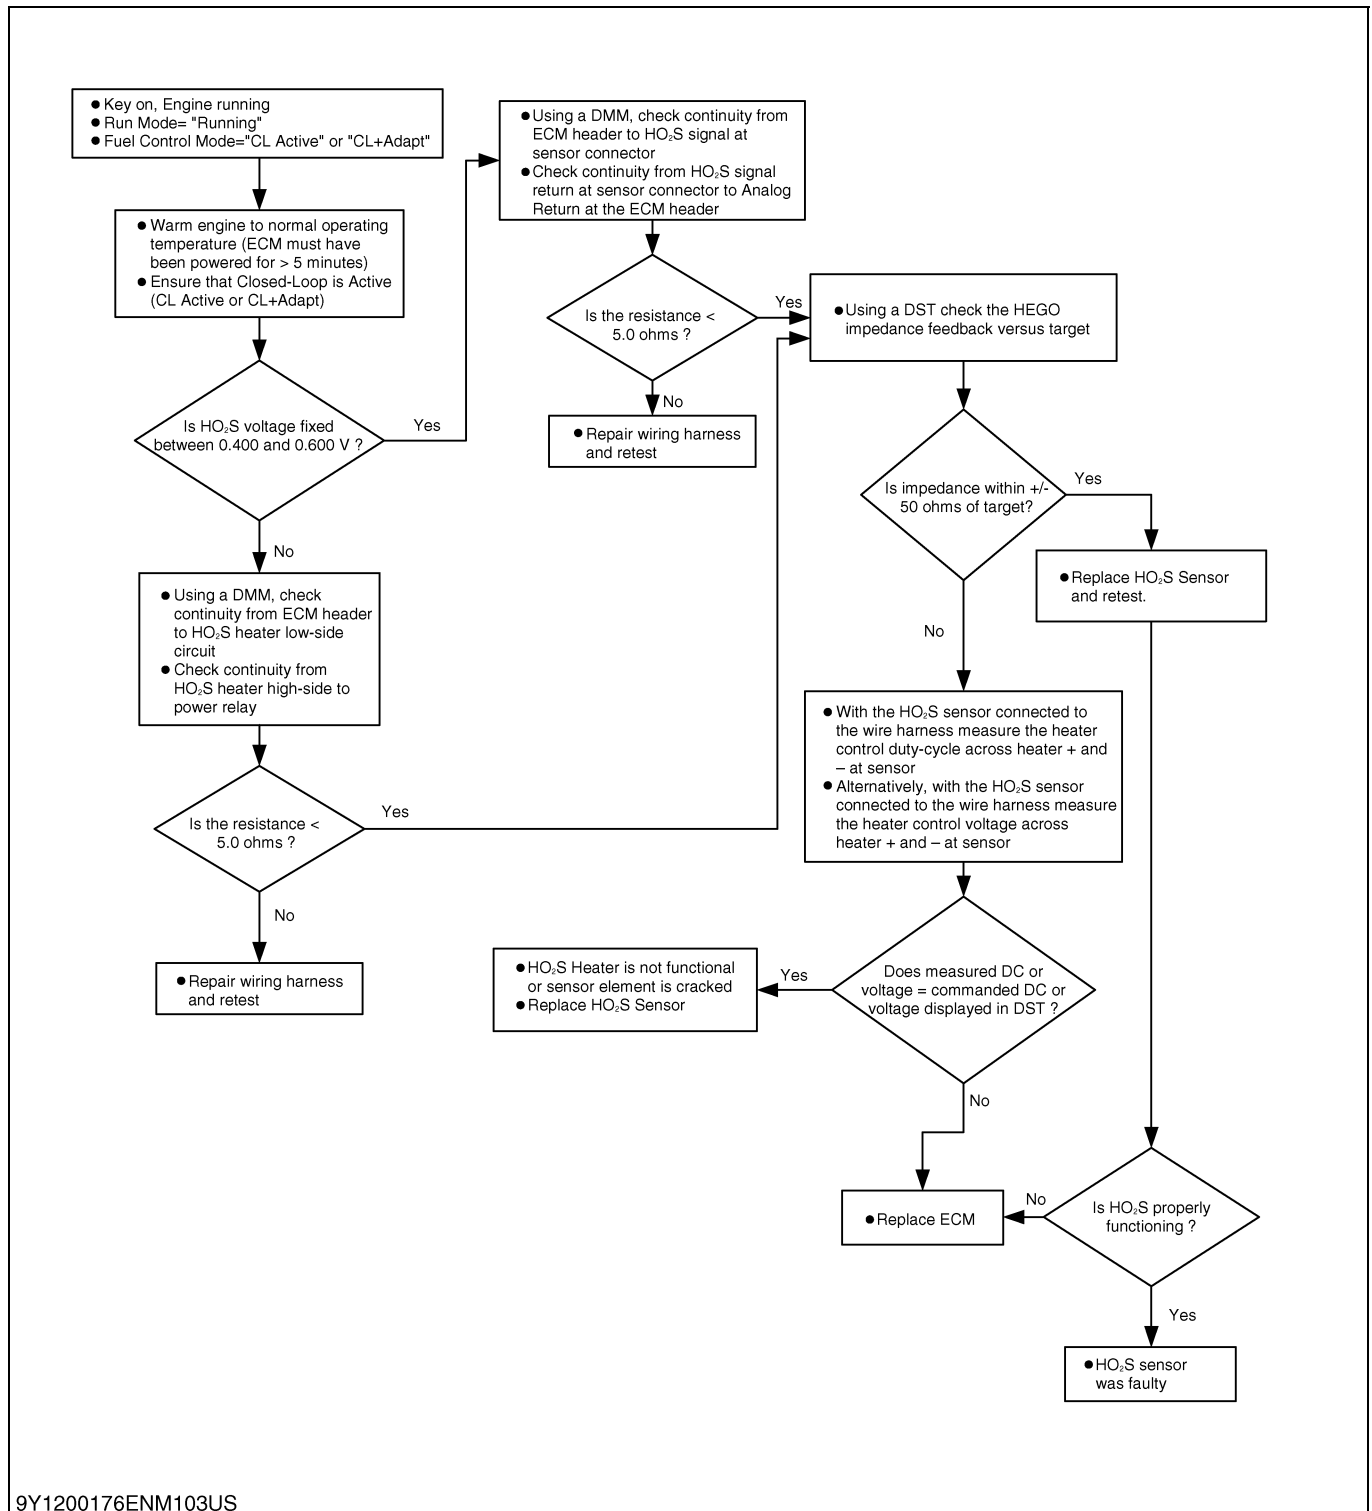 ● Key on, Engine running
● Run Mode= "Running"
● Fuel Control Mode="CL Active" or "CL+Adapt"
● Warm engine to normal operating
temperature (ECM must have
been powered for > 5 minutes)
● Ensure that Closed-Loop is Active
(CL Active or CL+Adapt)
Is HO₂S voltage fixed
between 0.400 and 0.600 V ?
Yes
No
● Using a DMM, check continuity from
ECM header to HO₂S signal at
sensor connector
● Check continuity from HO₂S signal
return at sensor connector to Analog
Return at the ECM header
Is the resistance <
5.0 ohms ?
Yes
No
● Repair wiring harness
and retest
● Using a DMM, check
continuity from ECM header
to HO₂S heater low-side
circuit
● Check continuity from
HO₂S heater high-side to
power relay
Is the resistance <
5.0 ohms ?
Yes
No
● Repair wiring harness
and retest
● Using a DST check the HEGO
impedance feedback versus target
Is impedance within +/-
50 ohms of target?
Yes
No
● Replace HO₂S Sensor
and retest.
● With the HO₂S sensor connected to
the wire harness measure the heater
control duty-cycle across heater + and
– at sensor
● Alternatively, with the HO₂S sensor
connected to the wire harness measure
the heater control voltage across
heater + and – at sensor
Does measured DC or
voltage = commanded DC or
voltage displayed in DST ?
Yes
● HO₂S Heater is not functional
or sensor element is cracked
● Replace HO₂S Sensor
No
● Replace ECM
Is HO₂S properly
functioning ?
No
Yes
● HO₂S sensor
was faulty
9Y1200176ENM103US